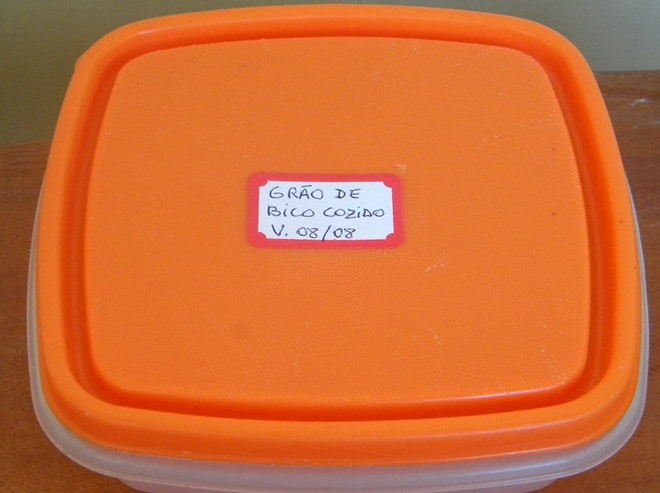 GRÃO DE
BICO COZIDO
V. 08/08